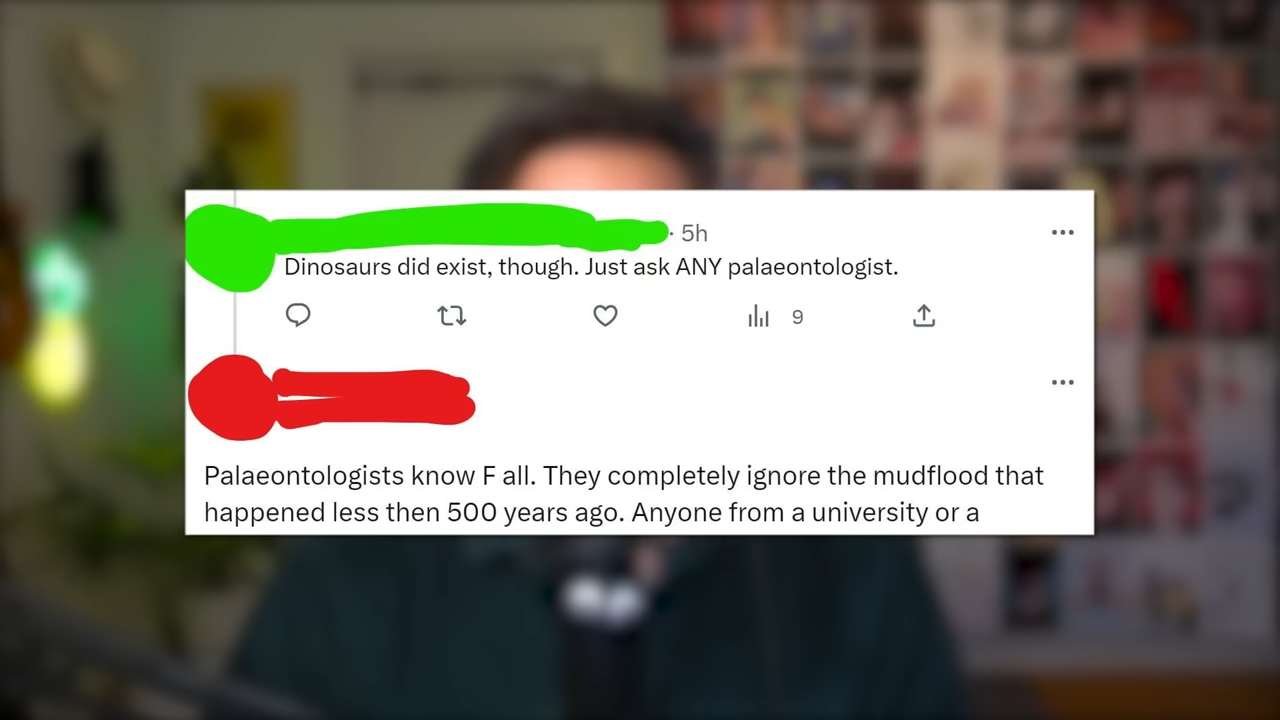 · 5h
Dinosaurs did exist, though. Just ask ANY palaeontologist.
9
Palaeontologists know F all. They completely ignore the mudflood that
happened less then 500 years ago. Anyone from a university or a